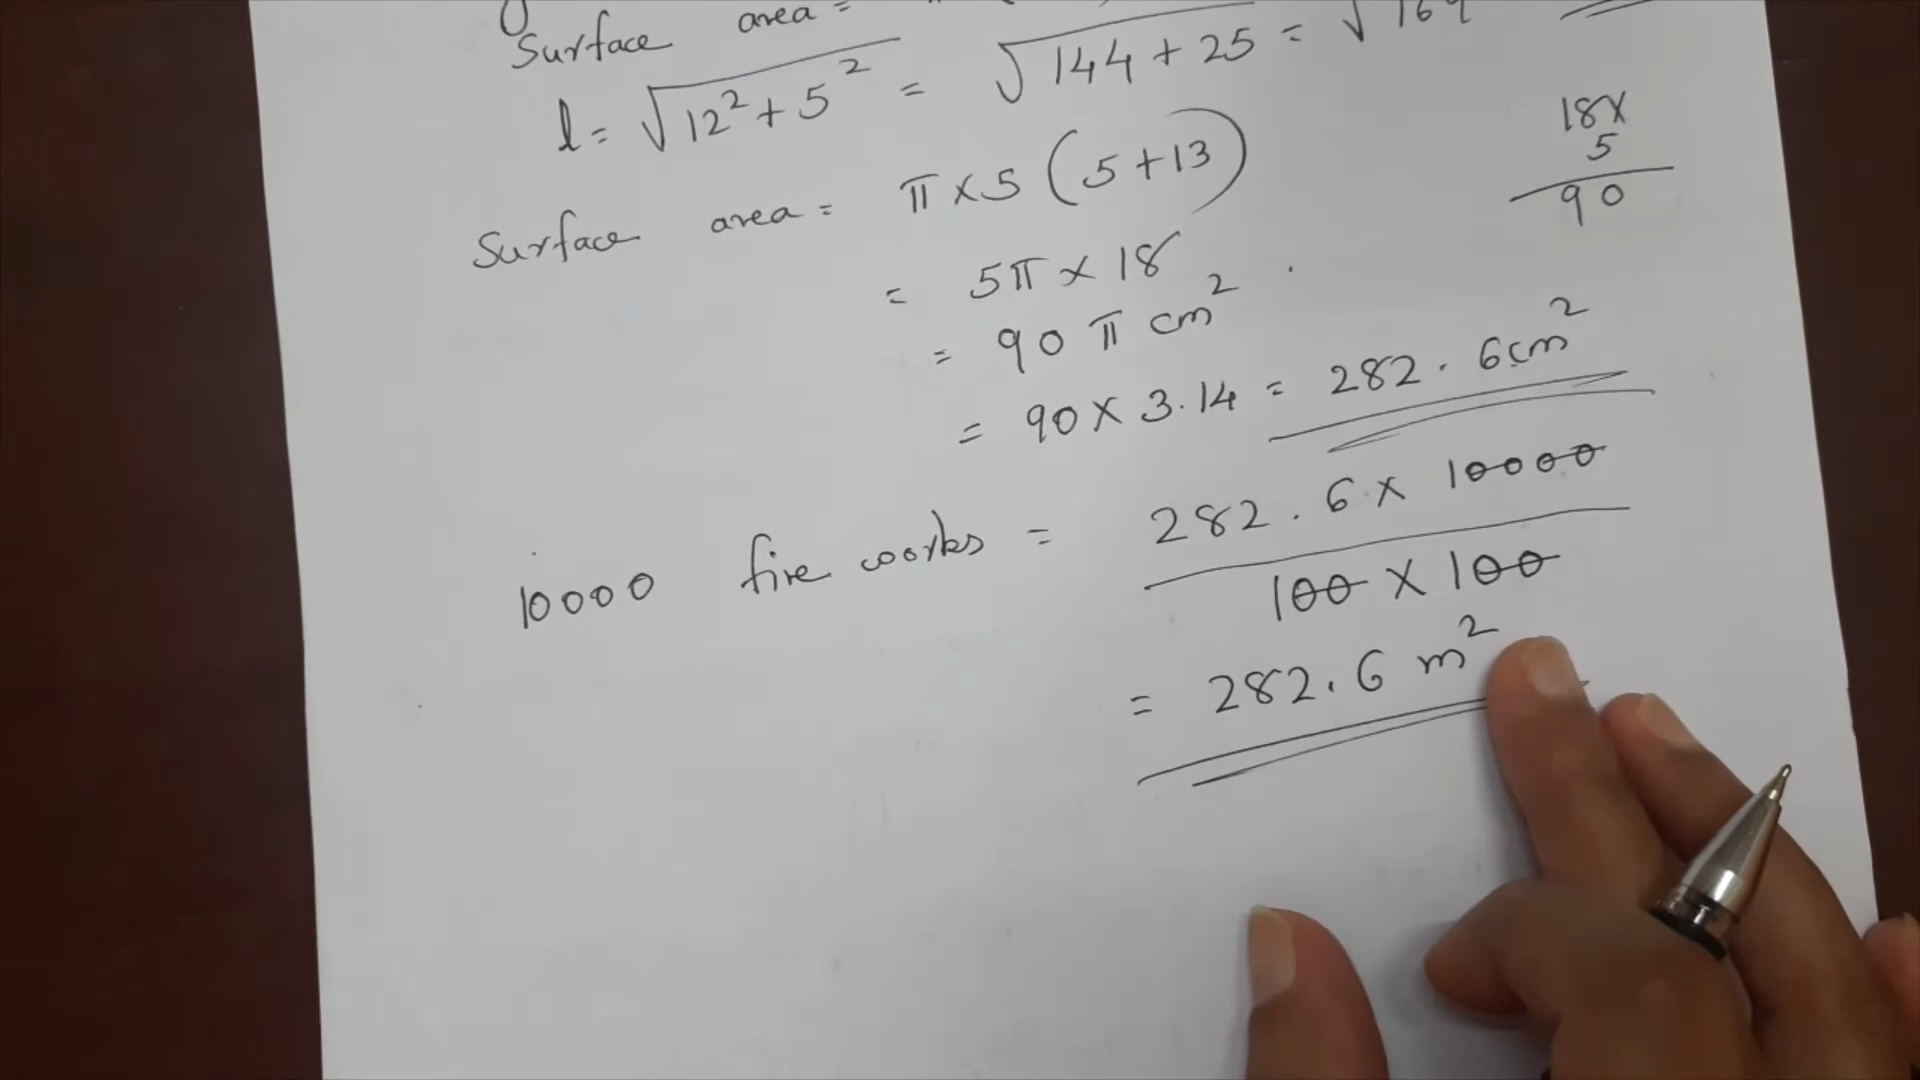 Surface area =
l = √12² + 5² = √144 + 25 = √169
Surface area = π × 5 (5 + 13)
18×
5
90
= 5π × 18
= 90 π cm²
= 90 × 3.14 = 282.6 cm²
10000 fire works = 282.6 × 10000
100 × 100
= 282.6 m²